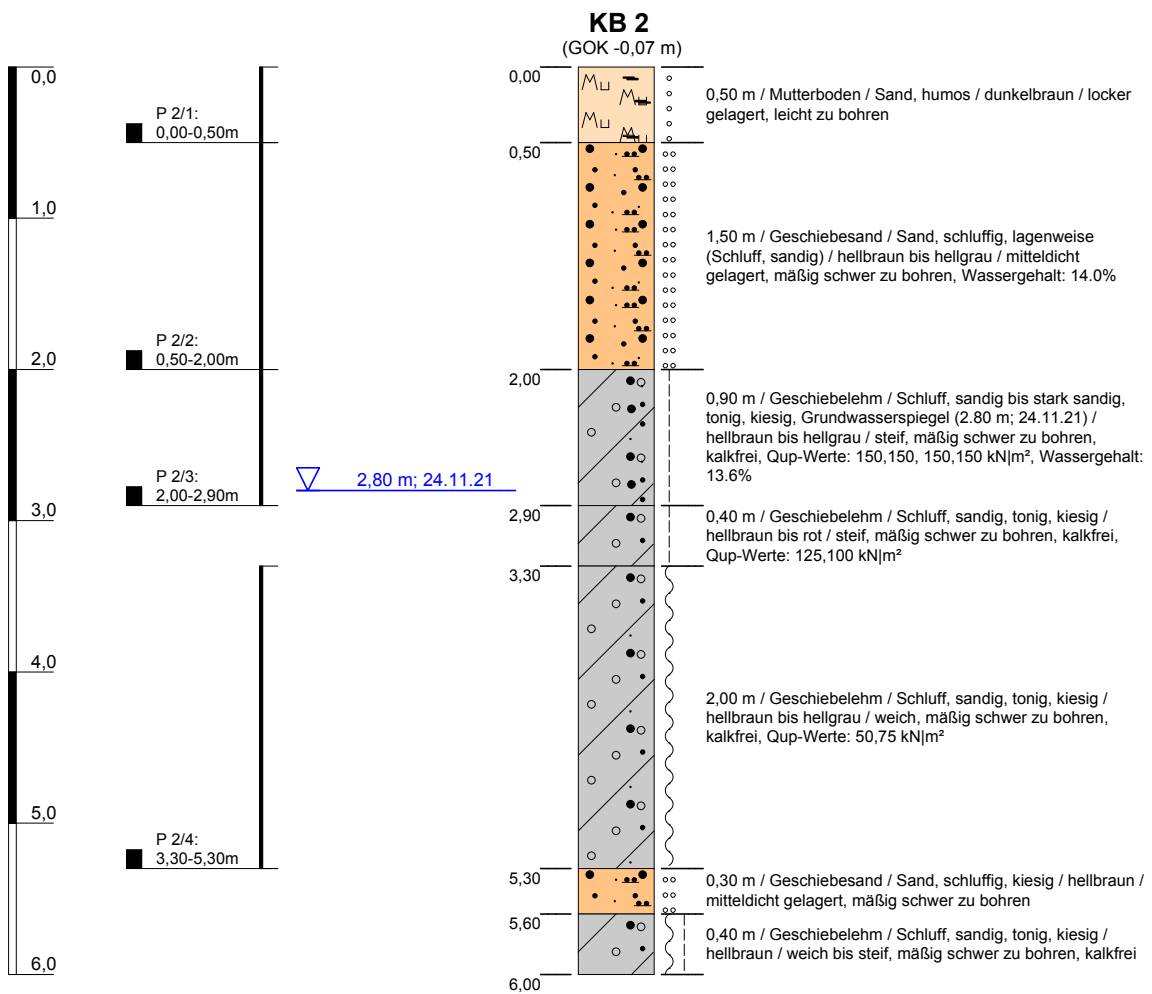 KB 2
(GOK -0,07 m)
0,0
1,0
2,0
3,0
4,0
5,0
6,0
P 2/1:
0,00-0,50m
P 2/2:
0,50-2,00m
P 2/3:
2,00-2,90m
P 2/4:
3,30-5,30m
2,80 m; 24.11.21
0,00
0,50
2,00
2,90
3,30
5,30
5,60
6,00
0,50 m / Mutterboden / Sand, humos / dunkelbraun / locker
gelagert, leicht zu bohren
1,50 m / Geschiebesand / Sand, schluffig, lagenweise
(Schluff, sandig) / hellbraun bis hellgrau / mitteldicht
gelagert, mäßig schwer zu bohren, Wassergehalt: 14.0%
0,90 m / Geschiebelehm / Schluff, sandig bis stark sandig,
tonig, kiesig, Grundwasserspiegel (2.80 m; 24.11.21) /
hellbraun bis hellgrau / steif, mäßig schwer zu bohren,
kalkfrei, Qup-Werte: 150,150, 150,150 kN|m², Wassergehalt:
13.6%
0,40 m / Geschiebelehm / Schluff, sandig, tonig, kiesig /
hellbraun bis rot / steif, mäßig schwer zu bohren, kalkfrei,
Qup-Werte: 125,100 kN|m²
2,00 m / Geschiebelehm / Schluff, sandig, tonig, kiesig /
hellbraun bis hellgrau / weich, mäßig schwer zu bohren,
kalkfrei, Qup-Werte: 50,75 kN|m²
0,30 m / Geschiebesand / Sand, schluffig, kiesig / hellbraun /
mitteldicht gelagert, mäßig schwer zu bohren
0,40 m / Geschiebelehm / Schluff, sandig, tonig, kiesig /
hellbraun / weich bis steif, mäßig schwer zu bohren, kalkfrei